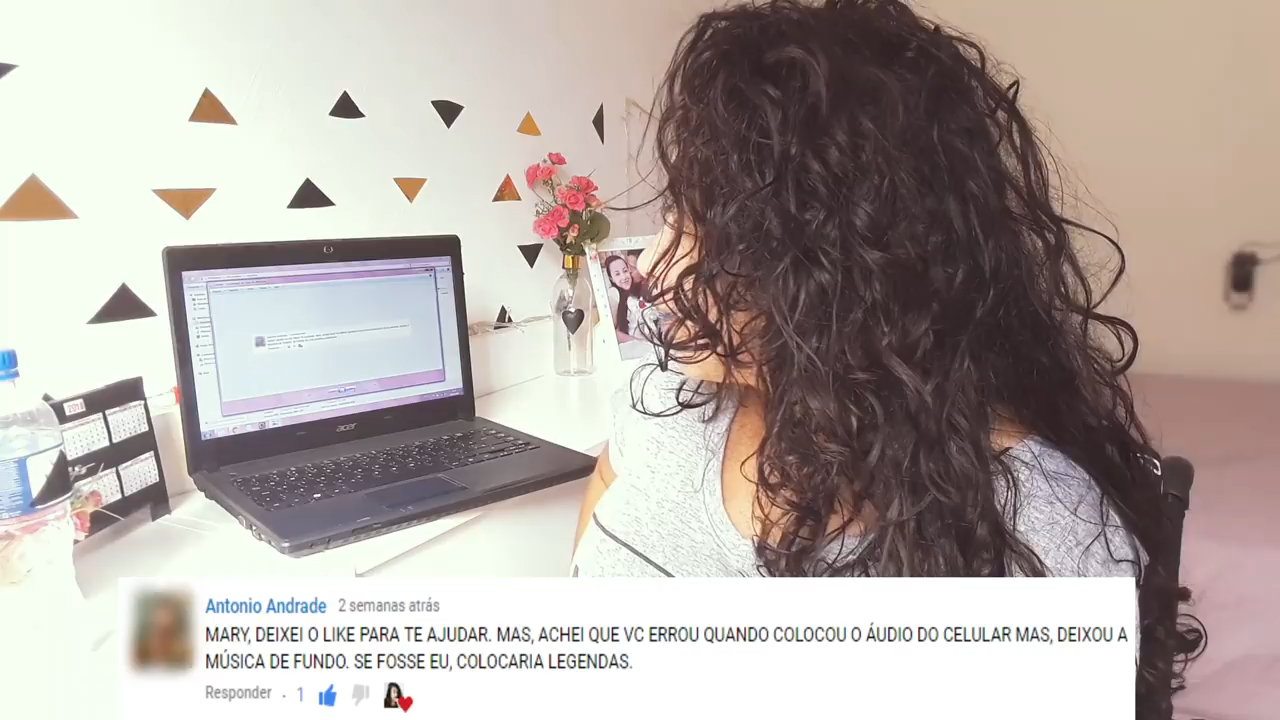 2018
acer
Antonio Andrade 2 semanas atrás
MARY, DEIXEI O LIKE PARA TE AJUDAR. MAS, ACHEI QUE VC ERROU QUANDO COLOCOU O ÁUDIO DO CELULAR MAS, DEIXOU A
MÚSICA DE FUNDO. SE FOSSE EU, COLOCARIA LEGENDAS.
Responder · 1